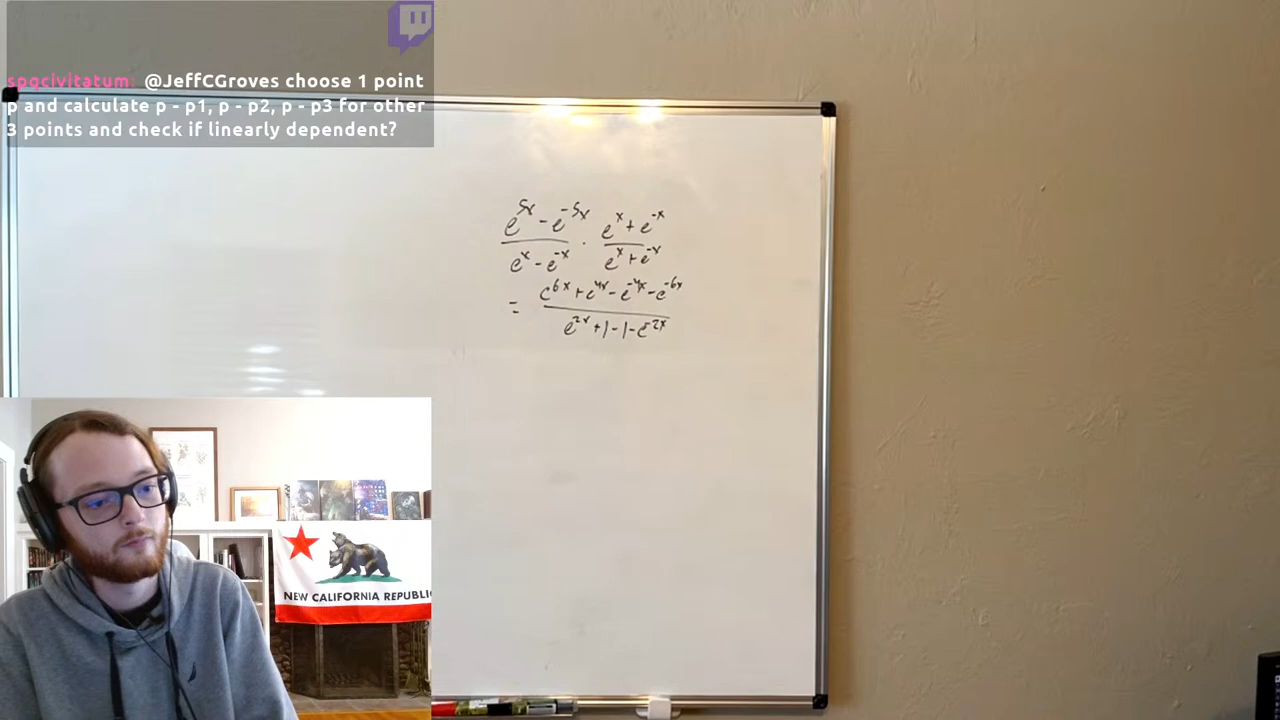 spqcivitatum: @JeffCGroves choose 1 point
p and calculate p - p1, p - p2, p - p3 for other
3 points and check if linearly dependent?
e^5x - e^-5x / e^x - e^-x · e^x + e^-x / e^x + e^-x
= e^6x + e^4x - e^-4x - e^-6x / e^2x + 1 - 1 - e^-2x
NEW CALIFORNIA REPUBLI